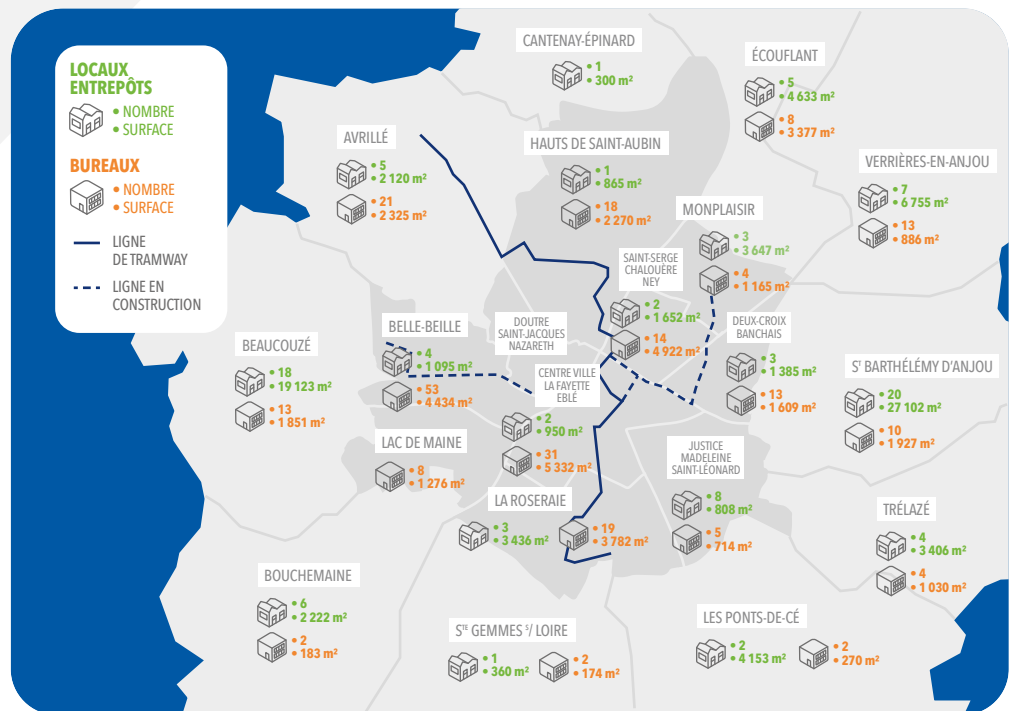 LOCAUX
ENTREPÔTS
• NOMBRE
• SURFACE
BUREAUX
• NOMBRE
• SURFACE
LIGNE
DE TRAMWAY
LIGNE EN
CONSTRUCTION
CANTENAY-ÉPINARD
• 1
• 300 m²
ÉCOUFLANT
• 5
• 4 633 m²
• 8
• 3 377 m²
AVRILLÉ
• 5
• 2 120 m²
• 21
• 2 325 m²
HAUTS DE SAINT-AUBIN
• 1
• 865 m²
• 18
• 2 270 m²
VERRIÈRES-EN-ANJOU
• 7
• 6 755 m²
• 13
• 886 m²
MONPLAISIR
• 3
• 3 647 m²
• 4
• 1 165 m²
SAINT-SERGE
CHALOUÈRE
NEY
• 2
• 1 652 m²
• 14
• 4 922 m²
DOUTRE
SAINT-JACQUES
NAZARETH
BELLE-BEILLE
• 4
• 1 095 m²
• 53
• 4 434 m²
BEAUCOUZÉ
• 18
• 19 123 m²
• 13
• 1 851 m²
DEUX-CROIX
BANCHAIS
• 3
• 1 385 m²
• 13
• 1 609 m²
CENTRE VILLE
LA FAYETTE
EBLÉ
• 2
• 950 m²
• 31
• 5 332 m²
Sᵀ BARTHÉLÉMY D'ANJOU
• 20
• 27 102 m²
• 10
• 1 927 m²
LAC DE MAINE
• 8
• 1 276 m²
JUSTICE
MADELEINE
SAINT-LÉONARD
• 8
• 808 m²
• 5
• 714 m²
LA ROSERAIE
• 3
• 3 436 m²
• 19
• 3 782 m²
TRÉLAZÉ
• 4
• 3 406 m²
• 4
• 1 030 m²
BOUCHEMAINE
• 6
• 2 222 m²
• 2
• 183 m²
Sᵀᴱ GEMMES ˢ/ LOIRE
• 1
• 360 m²
• 2
• 174 m²
LES PONTS-DE-CÉ
• 2
• 4 153 m²
• 2
• 270 m²